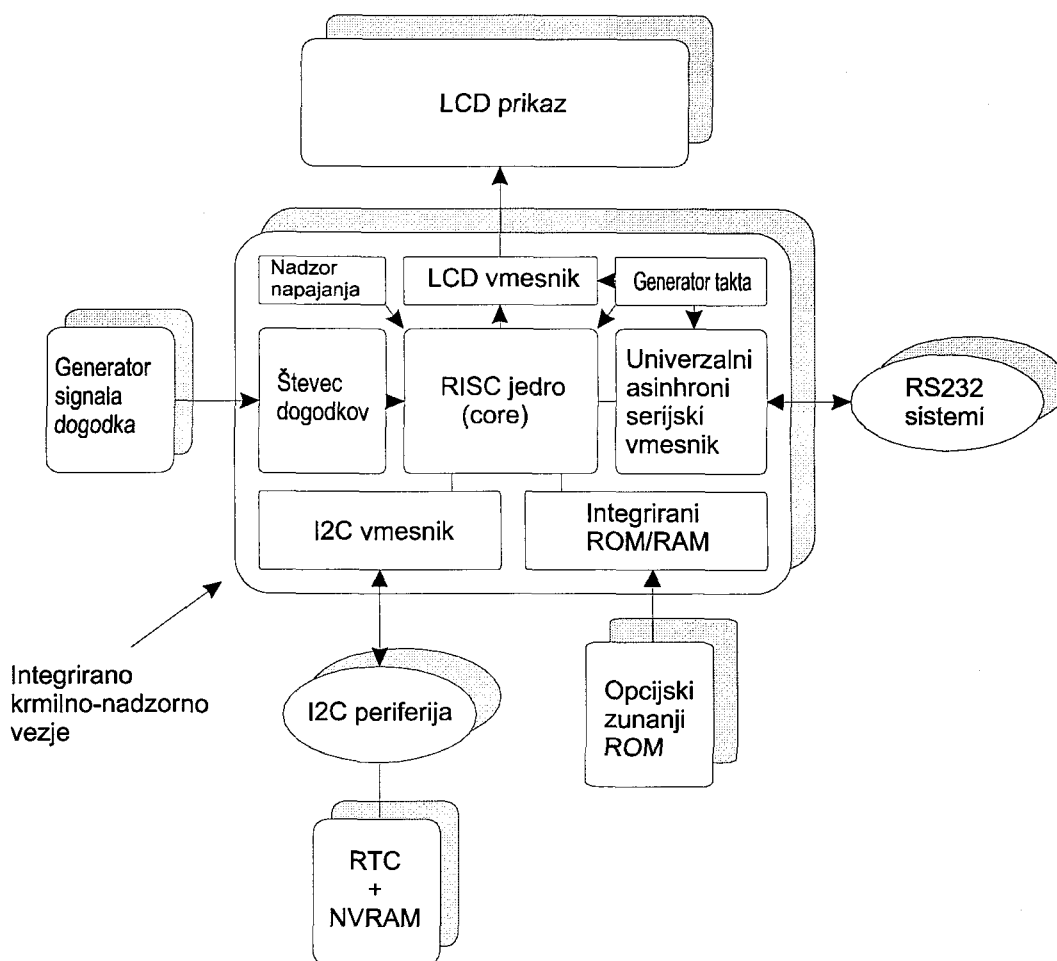 LCD prikaz
Nadzor
napajanja
LCD vmesnik
Generator takta
Generator
signala
dogodka
Števec
dogodkov
RISC jedro
(core)
Univerzalni
asinhroni
serijski
vmesnik
RS232
sistemi
I2C vmesnik
Integrirani
ROM/RAM
Integrirano
krmilno-nadzorno
vezje
I2C periferija
Opcijski
zunanji
ROM
RTC
+
NVRAM